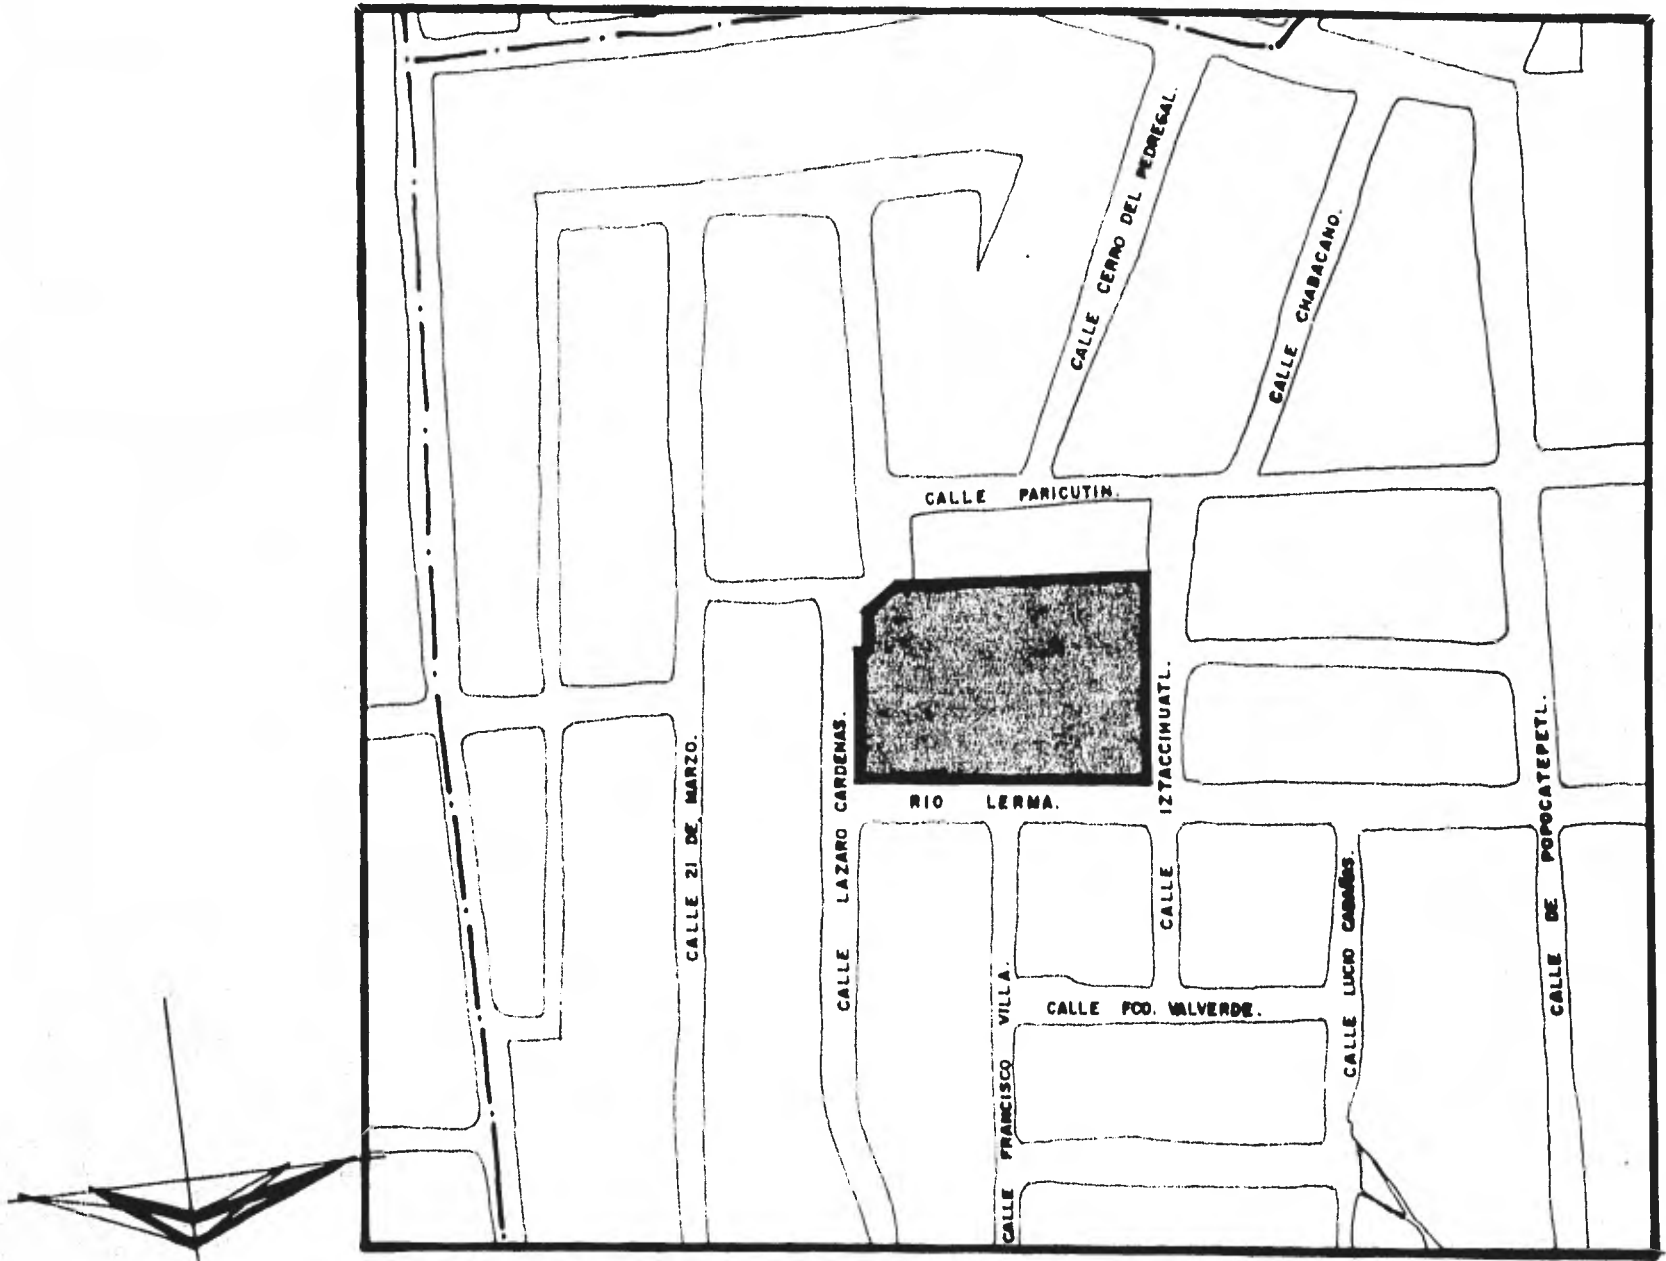 CALLE CERRO DEL PEDREGAL.
CALLE CHABACANO.
CALLE PARICUTIN.
CALLE 21 DE MARZO.
CALLE LAZARO CARDENAS.
RIO LERMA.
CALLE IZTACCIHUATL.
CALLE DE POPOCATEPETL.
CALLE LUCIO CABAÑAS.
CALLE FCO. VALVERDE.
CALLE FRANCISCO VILLA.